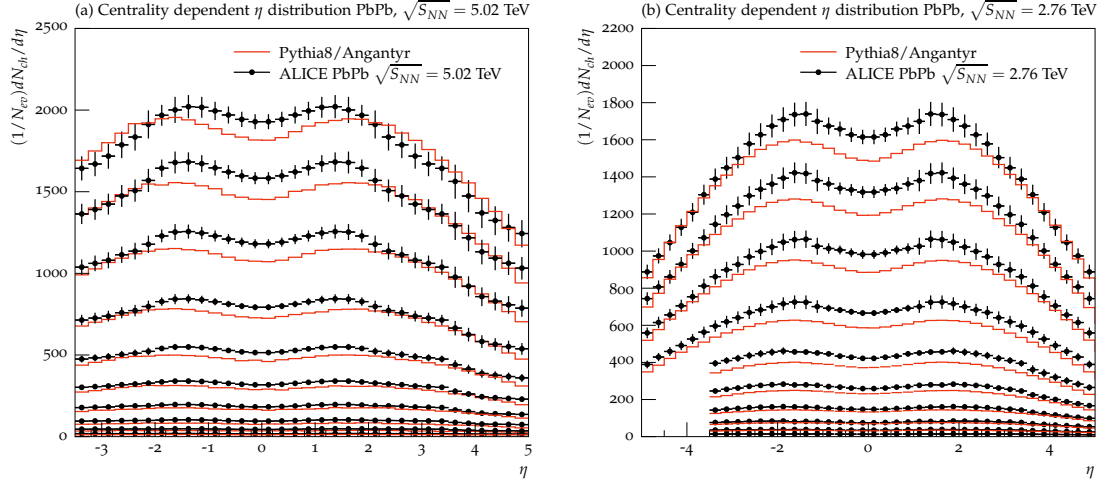 (a) Centrality dependent η distribution PbPb, √S_NN = 5.02 TeV
(1/N_ev)dN_ch/dη
2500
2000
1500
1000
500
0
Pythia8/Angantyr
ALICE PbPb √S_NN = 5.02 TeV
-3 -2 -1 0 1 2 3 4 5
η
(b) Centrality dependent η distribution PbPb, √S_NN = 2.76 TeV
(1/N_ev)dN_ch/dη
2200
2000
1800
1600
1400
1200
1000
800
600
400
200
0
Pythia8/Angantyr
ALICE PbPb √S_NN = 2.76 TeV
-4 -2 0 2 4
η